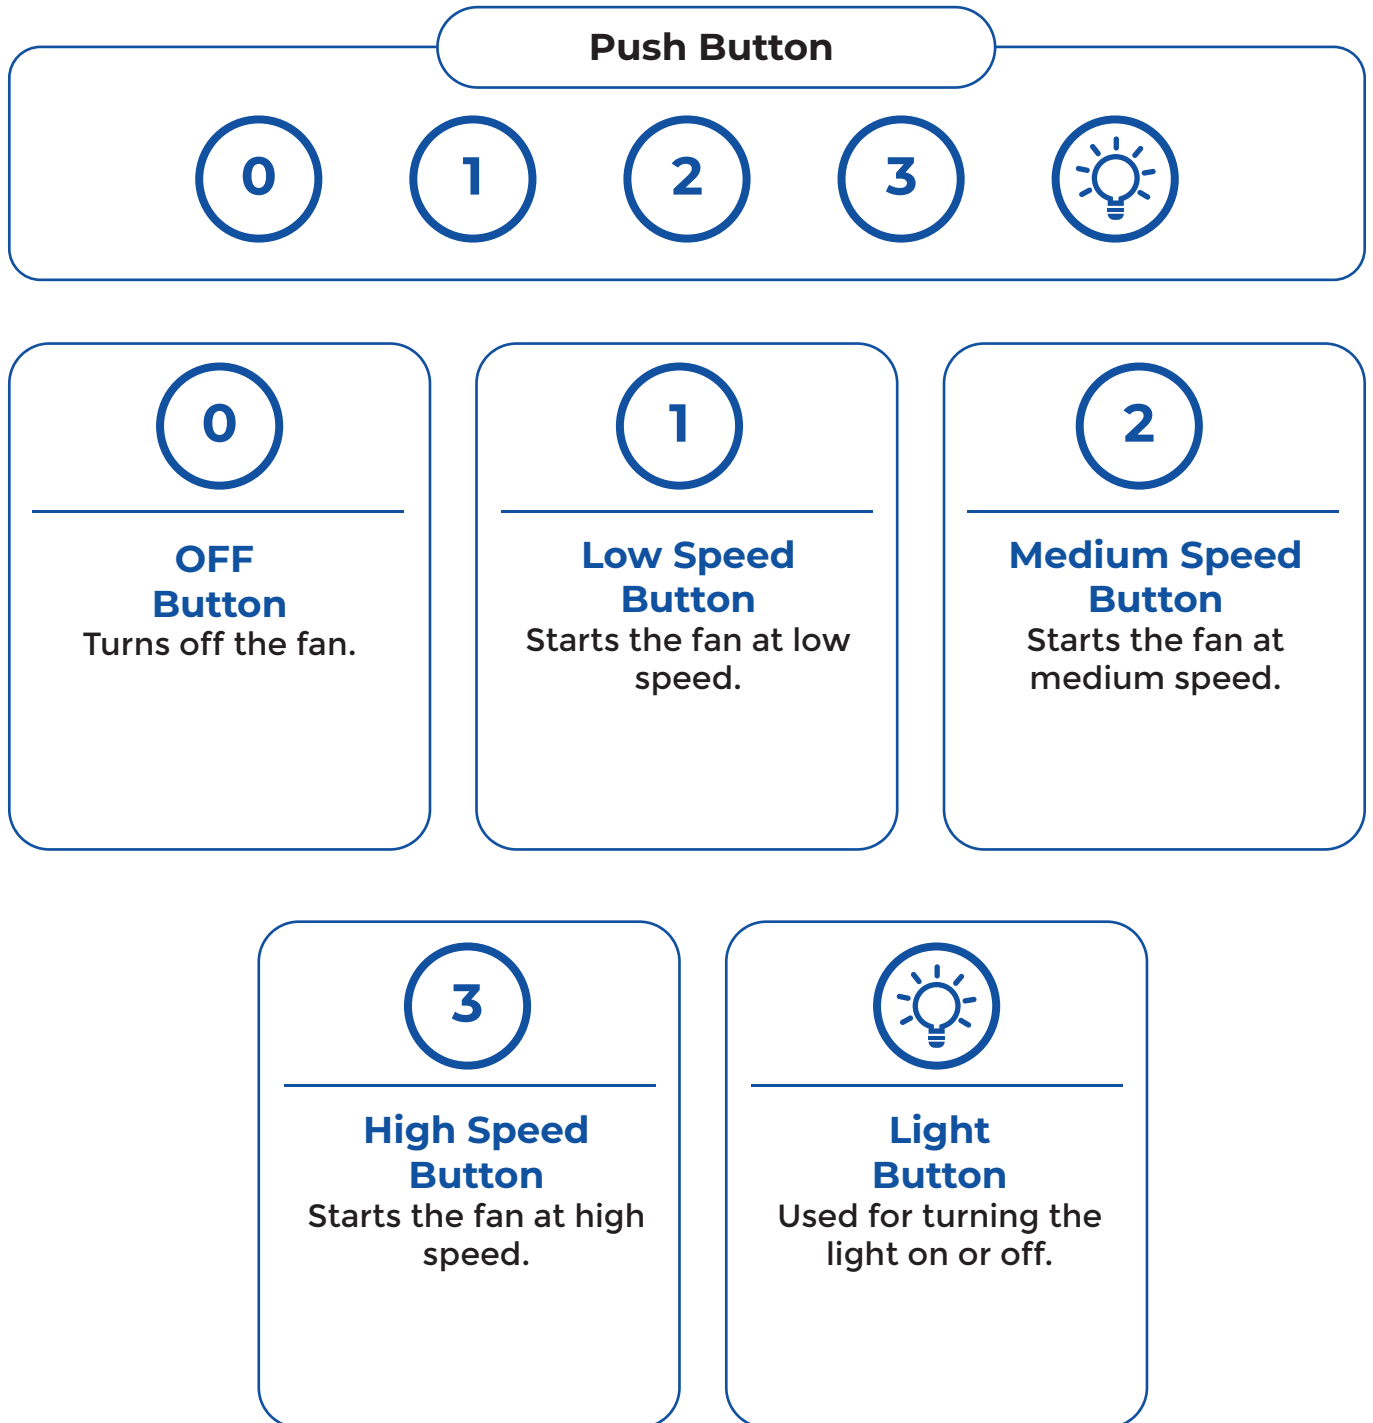 Push Button
0 1 2 3
0
OFF
Button
Turns off the fan.
1
Low Speed
Button
Starts the fan at low
speed.
2
Medium Speed
Button
Starts the fan at
medium speed.
3
High Speed
Button
Starts the fan at high
speed.
Light
Button
Used for turning the
light on or off.